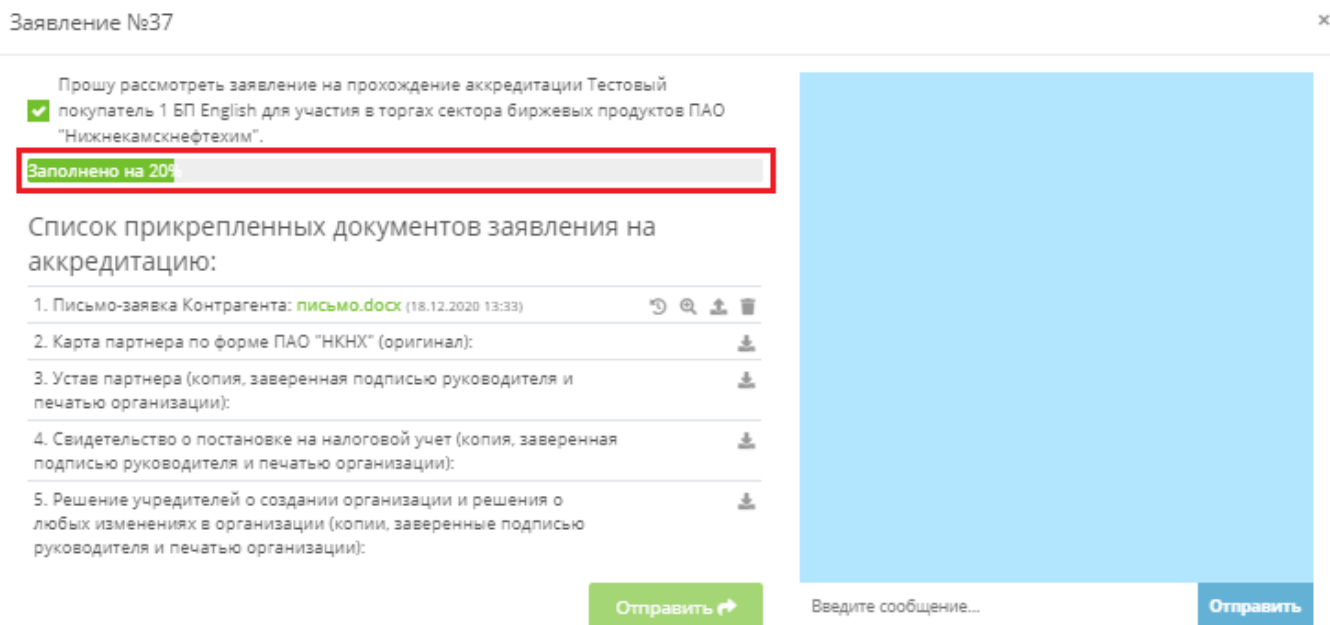 Заявление №37
×
Прошу рассмотреть заявление на прохождение аккредитации Тестовый
покупатель 1 БП English для участия в торгах сектора биржевых продуктов ПАО
"Нижнекамскнефтехим".
Заполнено на 20%
Список прикрепленных документов заявления на
аккредитацию:
1. Письмо-заявка Контрагента: письмо.docx (18.12.2020 13:33)
2. Карта партнера по форме ПАО "НКНХ" (оригинал):
3. Устав партнера (копия, заверенная подписью руководителя и
печатью организации):
4. Свидетельство о постановке на налоговой учет (копия, заверенная
подписью руководителя и печатью организации):
5. Решение учредителей о создании организации и решения о
любых изменениях в организации (копии, заверенные подписью
руководителя и печатью организации):
Отправить
Введите сообщение...
Отправить